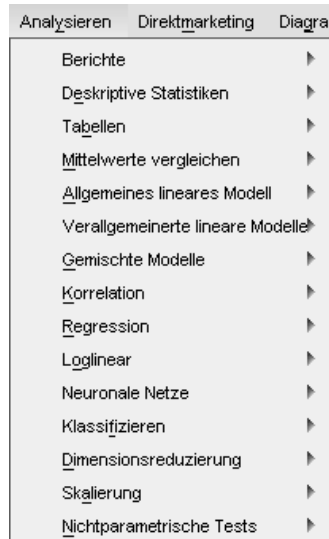 Analysieren Direktmarketing Diagra
Berichte
Deskriptive Statistiken
Tabellen
Mittelwerte vergleichen
Allgemeines lineares Modell
Verallgemeinerte lineare Modelle
Gemischte Modelle
Korrelation
Regression
Loglinear
Neuronale Netze
Klassifizieren
Dimensionsreduzierung
Skalierung
Nichtparametrische Tests